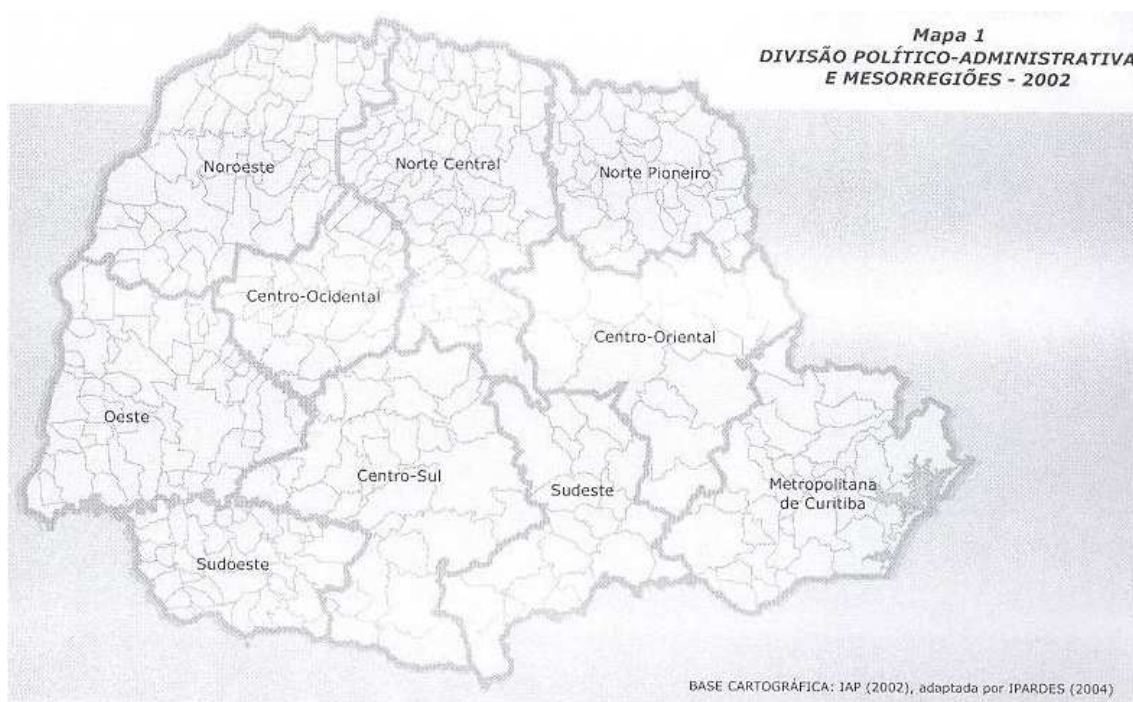 Mapa 1
DIVISÃO POLÍTICO-ADMINISTRATIVA
E MESORREGIÕES - 2002
Noroeste
Norte Central
Norte Pioneiro
Centro-Ocidental
Centro-Oriental
Oeste
Centro-Sul
Sudeste
Metropolitana
de Curitiba
Sudoeste
BASE CARTOGRÁFICA: IAP (2002), adaptada por IPARDES (2004)